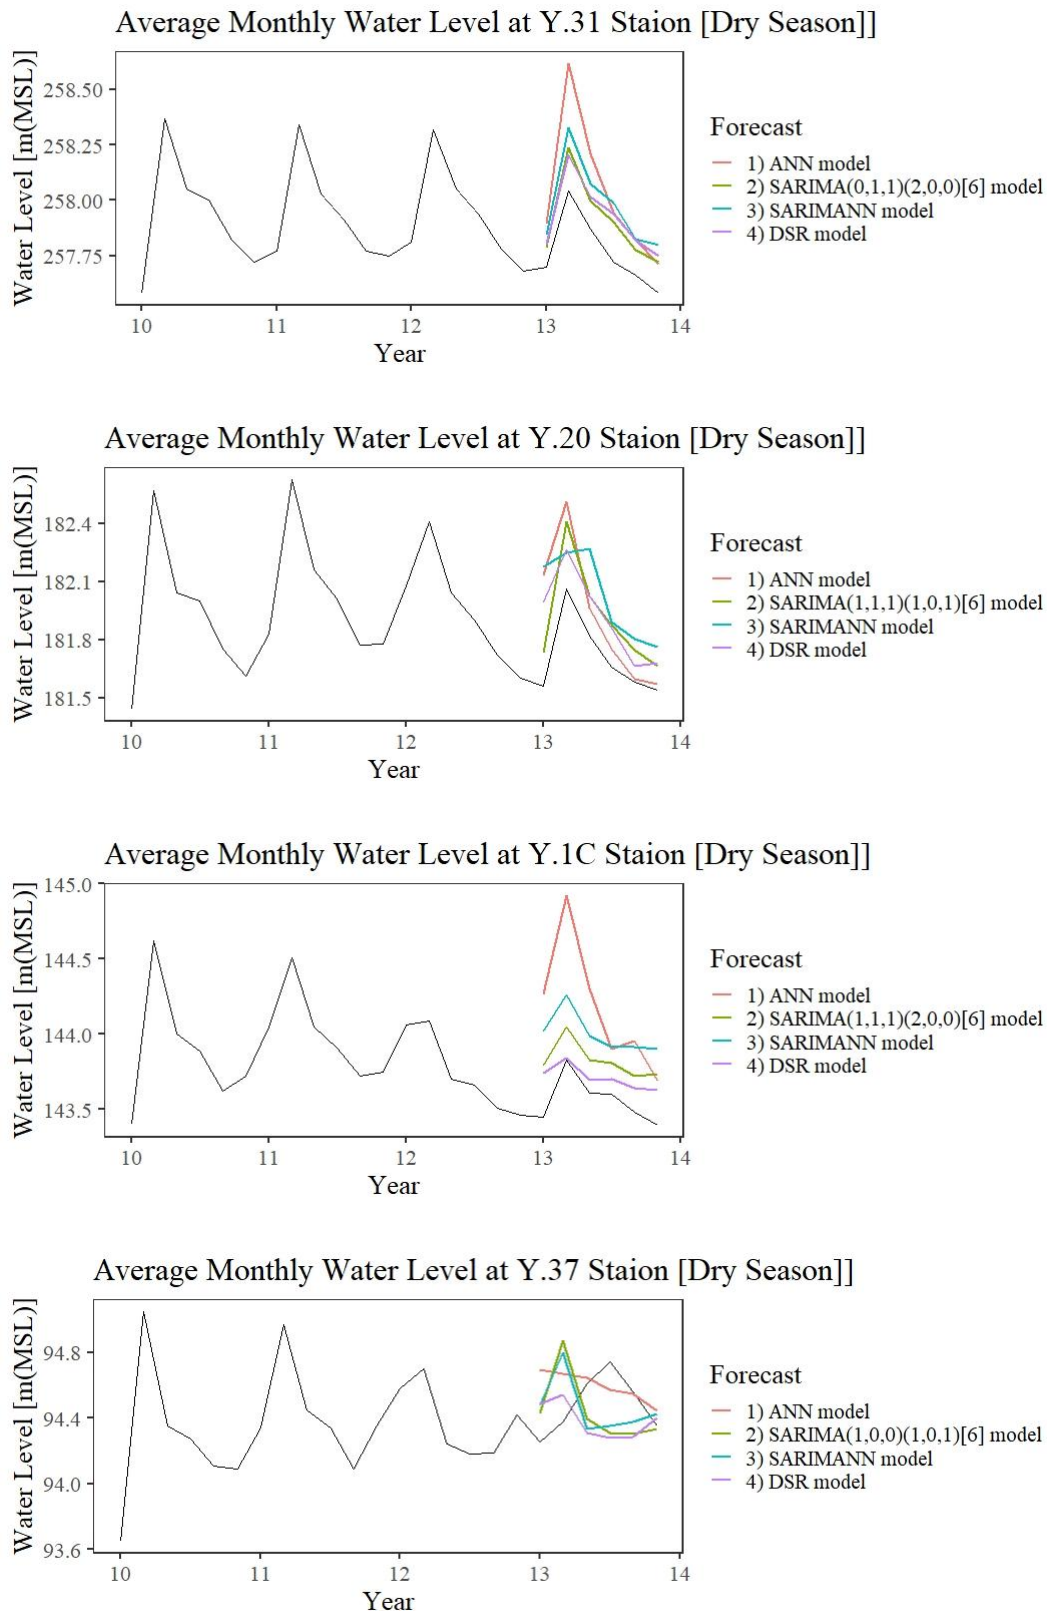 Average Monthly Water Level at Y.31 Staion [Dry Season]]
Water Level [m(MSL)]
258.50
258.25
258.00
257.75
10 11 12 13 14
Year
Forecast
1) ANN model
2) SARIMA(0,1,1)(2,0,0)[6] model
3) SARIMANN model
4) DSR model
Average Monthly Water Level at Y.20 Staion [Dry Season]]
Water Level [m(MSL)]
182.4
182.1
181.8
181.5
10 11 12 13 14
Year
Forecast
1) ANN model
2) SARIMA(1,1,1)(1,0,1)[6] model
3) SARIMANN model
4) DSR model
Average Monthly Water Level at Y.1C Staion [Dry Season]]
Water Level [m(MSL)]
145.0
144.5
144.0
143.5
10 11 12 13 14
Year
Forecast
1) ANN model
2) SARIMA(1,1,1)(2,0,0)[6] model
3) SARIMANN model
4) DSR model
Average Monthly Water Level at Y.37 Staion [Dry Season]]
Water Level [m(MSL)]
94.8
94.4
94.0
93.6
10 11 12 13 14
Year
Forecast
1) ANN model
2) SARIMA(1,0,0)(1,0,1)[6] model
3) SARIMANN model
4) DSR model